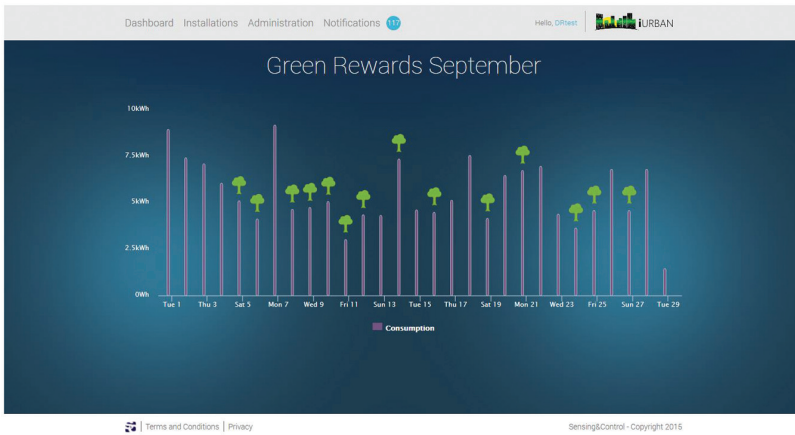 Dashboard Installations Administration Notifications 117
Hello, DRtest
iURBAN
Green Rewards September
10kWh
7.5kWh
5kWh
2.5kWh
0Wh
Tue 1 Thu 3 Sat 5 Mon 7 Wed 9 Fri 11 Sun 13 Tue 15 Thu 17 Sat 19 Mon 21 Wed 23 Fri 25 Sun 27 Tue 29
Consumption
Terms and Conditions | Privacy
Sensing&Control - Copyright 2015